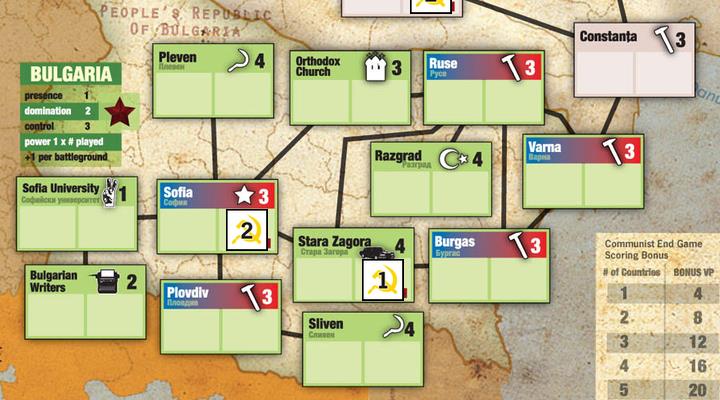 PEOPLE'S REPUBLIC
OF BULGARIA
Constanța 3
Pleven 4
Плевен
Orthodox
Church 3
Ruse 3
Русе
BULGARIA
presence 1
domination 2
control 3
power 1 x # played
+1 per battleground
Razgrad 4
Разград
Varna 3
Варна
Sofia University 1
Софийски университет
Sofia 3
София
2
Stara Zagora 4
Стара Загора
1
Burgas 3
Бургас
Bulgarian
Writers 2
Plovdiv 3
Пловдив
Sliven 4
Сливен
Communist End Game
Scoring Bonus
# of Countries BONUS VP
1 4
2 8
3 12
4 16
5 20